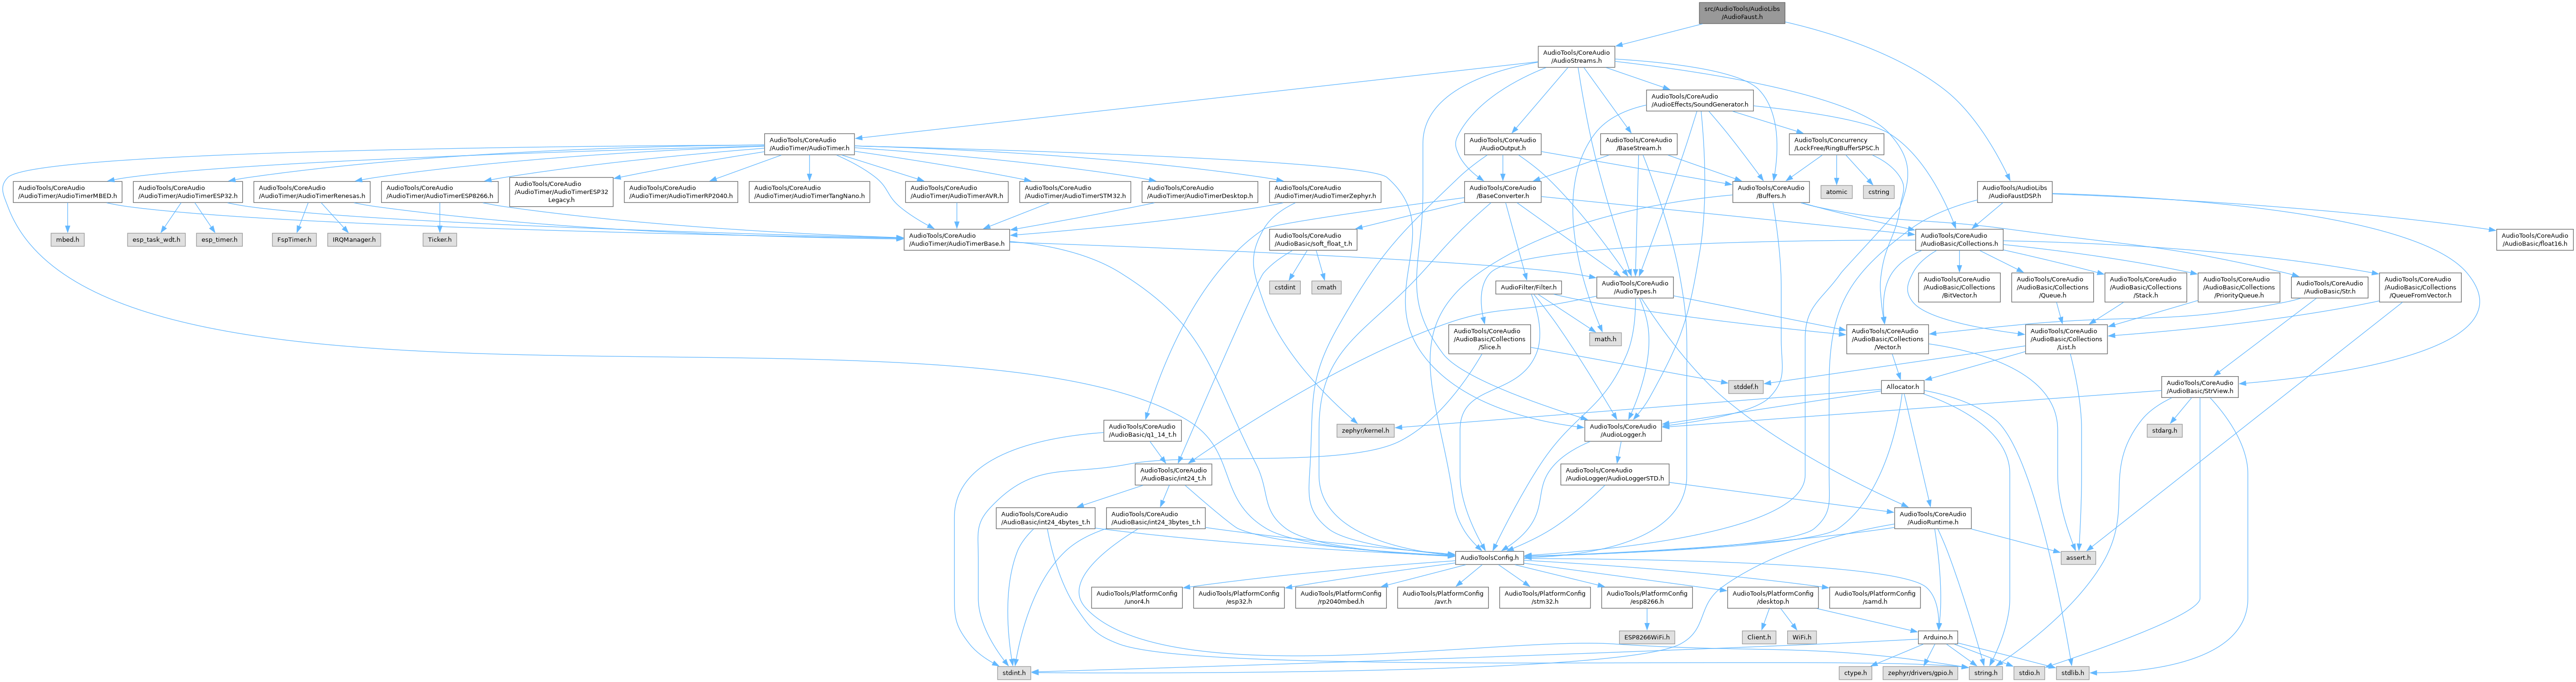 src/AudioTools/AudioLibs
/AudioFaust.h
AudioTools/CoreAudio
/AudioStreams.h
AudioTools/CoreAudio
/AudioEffects/SoundGenerator.h
AudioTools/CoreAudio
/AudioTimer/AudioTimer.h
AudioTools/CoreAudio
/AudioOutput.h
AudioTools/CoreAudio
/BaseStream.h
AudioTools/Concurrency
/LockFree/RingBufferSPSC.h
AudioTools/CoreAudio
/AudioTimer/AudioTimerMBED.h
AudioTools/CoreAudio
/AudioTimer/AudioTimerESP32.h
AudioTools/CoreAudio
/AudioTimer/AudioTimerRenesas.h
AudioTools/CoreAudio
/AudioTimer/AudioTimerESP8266.h
AudioTools/CoreAudio
/AudioTimer/AudioTimerESP32
Legacy.h
AudioTools/CoreAudio
/AudioTimer/AudioTimerRP2040.h
AudioTools/CoreAudio
/AudioTimer/AudioTimerTangNano.h
AudioTools/CoreAudio
/AudioTimer/AudioTimerAVR.h
AudioTools/CoreAudio
/AudioTimer/AudioTimerSTM32.h
AudioTools/CoreAudio
/AudioTimer/AudioTimerDesktop.h
AudioTools/CoreAudio
/AudioTimer/AudioTimerZephyr.h
AudioTools/CoreAudio
/BaseConverter.h
AudioTools/CoreAudio
/Buffers.h
atomic
cstring
AudioTools/AudioLibs
/AudioFaustDSP.h
mbed.h
esp_task_wdt.h
esp_timer.h
FspTimer.h
IRQManager.h
Ticker.h
AudioTools/CoreAudio
/AudioTimer/AudioTimerBase.h
AudioTools/CoreAudio
/AudioBasic/soft_float_t.h
AudioTools/CoreAudio
/AudioBasic/Collections.h
AudioTools/CoreAudio
/AudioBasic/float16.h
cstdint
cmath
AudioFilter/Filter.h
AudioTools/CoreAudio
/AudioTypes.h
AudioTools/CoreAudio
/AudioBasic/Collections
/BitVector.h
AudioTools/CoreAudio
/AudioBasic/Collections
/Queue.h
AudioTools/CoreAudio
/AudioBasic/Collections
/Stack.h
AudioTools/CoreAudio
/AudioBasic/Collections
/PriorityQueue.h
AudioTools/CoreAudio
/AudioBasic/Str.h
AudioTools/CoreAudio
/AudioBasic/Collections
/QueueFromVector.h
AudioTools/CoreAudio
/AudioBasic/Collections
/Slice.h
math.h
AudioTools/CoreAudio
/AudioBasic/Collections
/Vector.h
AudioTools/CoreAudio
/AudioBasic/Collections
/List.h
stddef.h
Allocator.h
AudioTools/CoreAudio
/AudioBasic/StrView.h
AudioTools/CoreAudio
/AudioBasic/q1_14_t.h
zephyr/kernel.h
AudioTools/CoreAudio
/AudioLogger.h
stdarg.h
AudioTools/CoreAudio
/AudioBasic/int24_t.h
AudioTools/CoreAudio
/AudioLogger/AudioLoggerSTD.h
AudioTools/CoreAudio
/AudioBasic/int24_4bytes_t.h
AudioTools/CoreAudio
/AudioBasic/int24_3bytes_t.h
AudioTools/CoreAudio
/AudioRuntime.h
AudioToolsConfig.h
assert.h
AudioTools/PlatformConfig
/unor4.h
AudioTools/PlatformConfig
/esp32.h
AudioTools/PlatformConfig
/rp2040mbed.h
AudioTools/PlatformConfig
/avr.h
AudioTools/PlatformConfig
/stm32.h
AudioTools/PlatformConfig
/esp8266.h
AudioTools/PlatformConfig
/desktop.h
AudioTools/PlatformConfig
/samd.h
ESP8266WiFi.h
Client.h
WiFi.h
Arduino.h
stdint.h
ctype.h
zephyr/drivers/gpio.h
string.h
stdio.h
stdlib.h